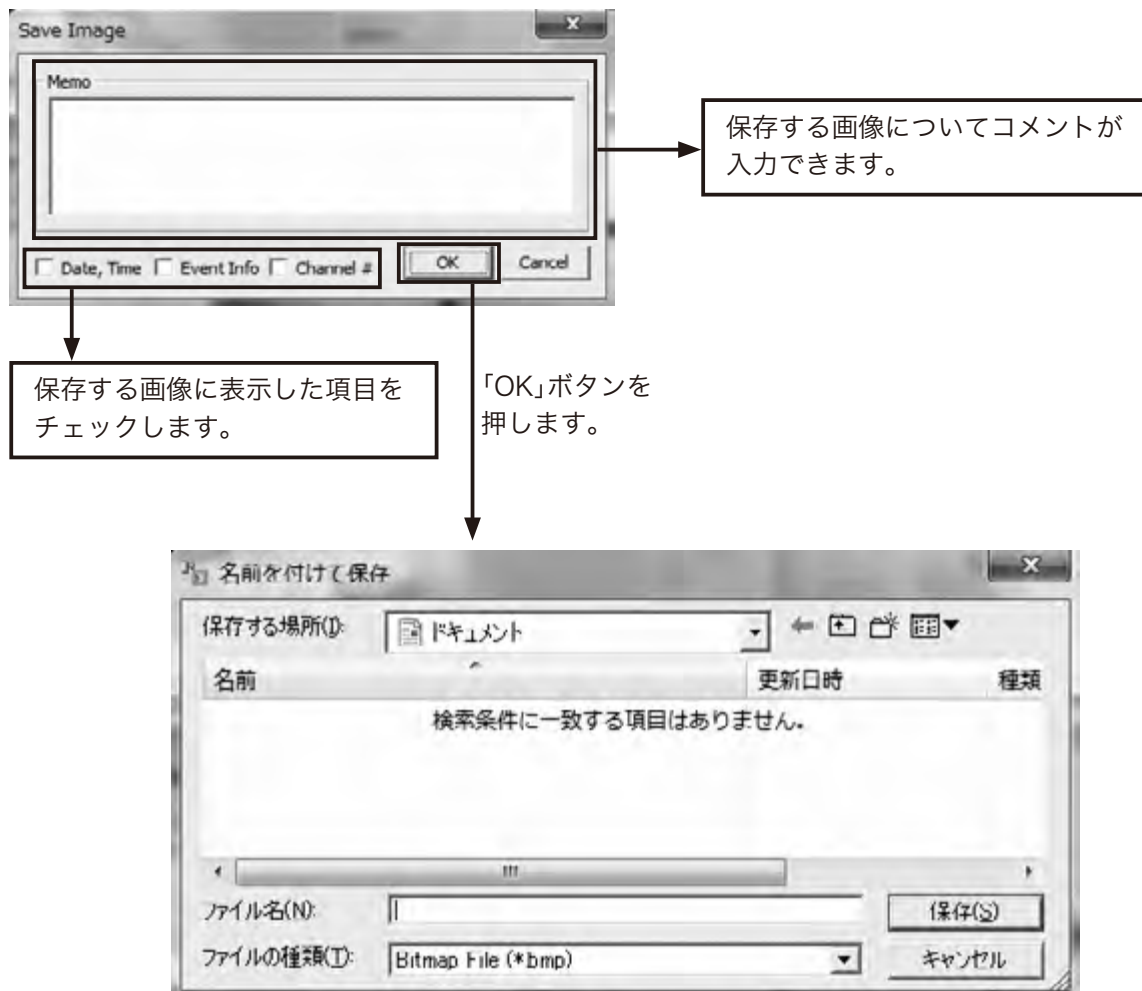 Save Image
Memo
保存する画像についてコメントが
入力できます。
Date, Time Event Info Channel # OK Cancel
保存する画像に表示した項目を
チェックします。
「OK」ボタンを
押します。
名前を付けて保存
保存する場所(I): ドキュメント
名前 更新日時 種類
検索条件に一致する項目はありません。
ファイル名(N): 保存(S)
ファイルの種類(T): Bitmap File (*bmp) キャンセル